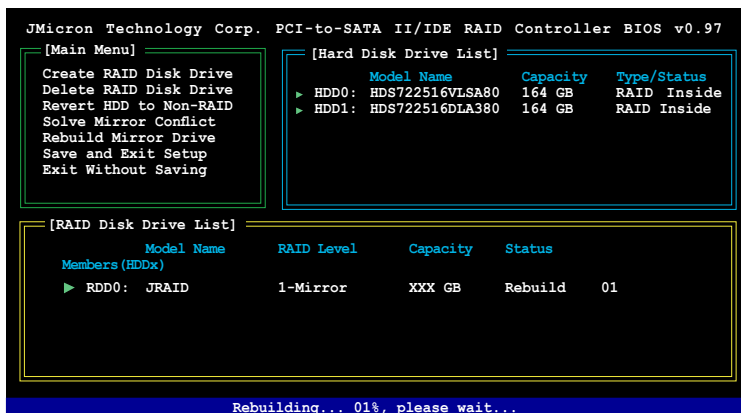 JMicron Technology Corp. PCI-to-SATA II/IDE RAID Controller BIOS v0.97
[Main Menu]
Create RAID Disk Drive
Delete RAID Disk Drive
Revert HDD to Non-RAID
Solve Mirror Conflict
Rebuild Mirror Drive
Save and Exit Setup
Exit Without Saving
[Hard Disk Drive List]
Model Name Capacity Type/Status
HDD0: HDS722516VLSA80 164 GB RAID Inside
HDD1: HDS722516DLA380 164 GB RAID Inside
[RAID Disk Drive List]
Model Name RAID Level Capacity Status
Members(HDDx)
RDD0: JRAID 1-Mirror XXX GB Rebuild 01
Rebuilding... 01%, please wait...